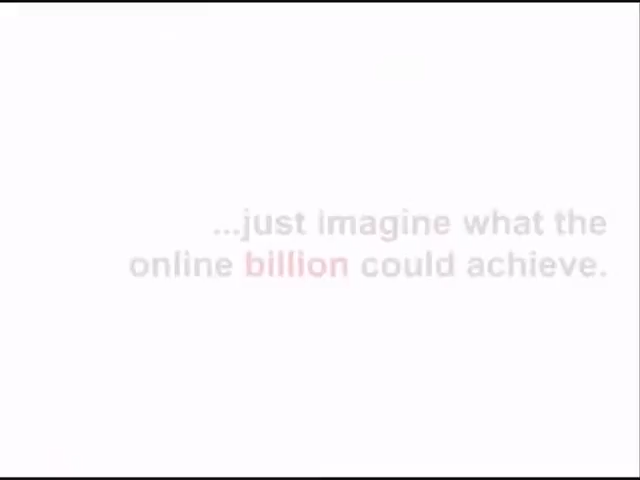 ...just imagine what the
online billion could achieve.